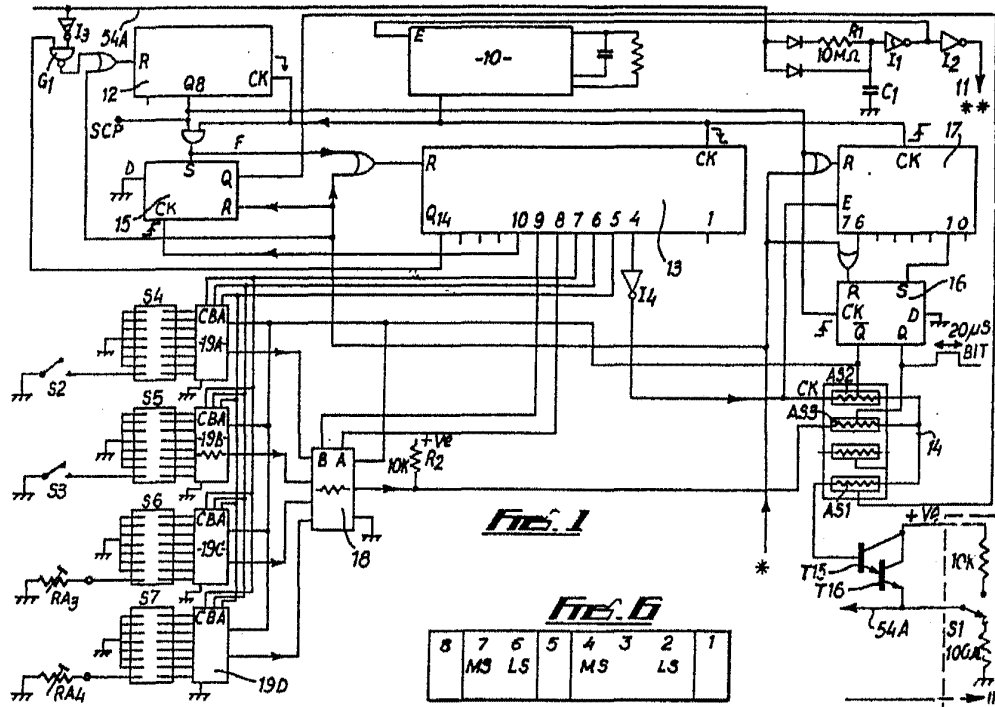 I3
54A
G1
R
12
Q8
CK
E
-10-
R1
10MΩ
I1
I2
C1
11
**
SCP
F
S
D
Q
R
CK
15
R
CK
Q14
10 9 8 7 6 5 4 1
13
I4
17
CK
R
E
7 6 1 0
R S
16
CK
D
Q̅ Q
20μS
BIT
S4
CBA
-19A-
S2
S5
CBA
-19B-
S3
S6
CBA
-19C-
RA3
S7
CBA
19D
RA4
B A
18
+Ve
10K
R2
CK
AS2
AS3
14
AS1
*
FIG. 1
T15
T16
+Ve
10K
54A
S1
100Ω
11
FIG. 6
8 7 6 5 4 3 2 1
MS LS MS LS